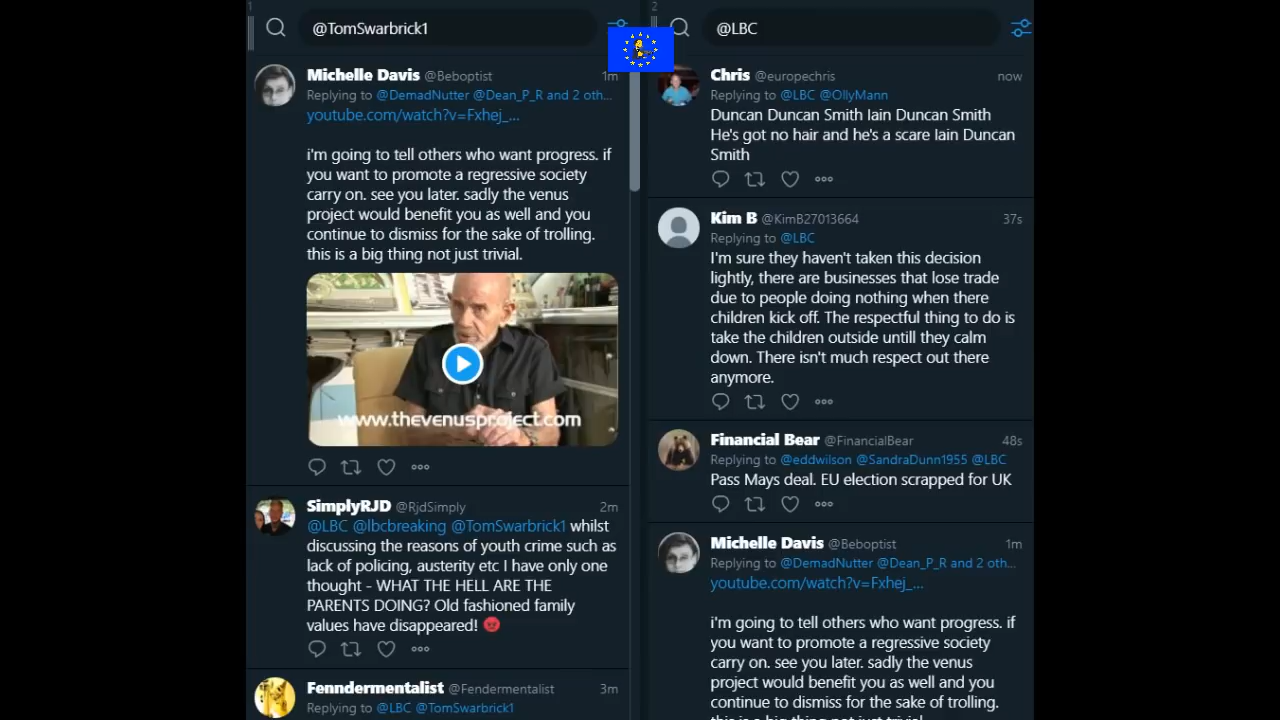 1
@TomSwarbrick1
Michelle Davis @Beboptist 1m
Replying to @DemadNutter @Dean_P_R and 2 oth...
youtube.com/watch?v=Fxhej_...
i'm going to tell others who want progress. if
you want to promote a regressive society
carry on. see you later. sadly the venus
project would benefit you as well and you
continue to dismiss for the sake of trolling.
this is a big thing not just trivial.
www.thevenusproject.com
SimplyRJD @RjdSimply 2m
@LBC @lbcbreaking @TomSwarbrick1 whilst
discussing the reasons of youth crime such as
lack of policing, austerity etc I have only one
thought - WHAT THE HELL ARE THE
PARENTS DOING? Old fashioned family
values have disappeared!
Fenndermentalist @Fendermentalist 3m
Replying to @LBC @TomSwarbrick1
2
@LBC
Chris @europechris now
Replying to @LBC @OllyMann
Duncan Duncan Smith Iain Duncan Smith
He's got no hair and he's a scare Iain Duncan
Smith
Kim B @KimB27013664 37s
Replying to @LBC
I'm sure they haven't taken this decision
lightly, there are businesses that lose trade
due to people doing nothing when there
children kick off. The respectful thing to do is
take the children outside untill they calm
down. There isn't much respect out there
anymore.
Financial Bear @FinancialBear 48s
Replying to @eddwilson @SandraDunn1955 @LBC
Pass Mays deal. EU election scrapped for UK
Michelle Davis @Beboptist 1m
Replying to @DemadNutter @Dean_P_R and 2 oth...
youtube.com/watch?v=Fxhej_...
i'm going to tell others who want progress. if
you want to promote a regressive society
carry on. see you later. sadly the venus
project would benefit you as well and you
continue to dismiss for the sake of trolling.
this is a big thing not just trivial.